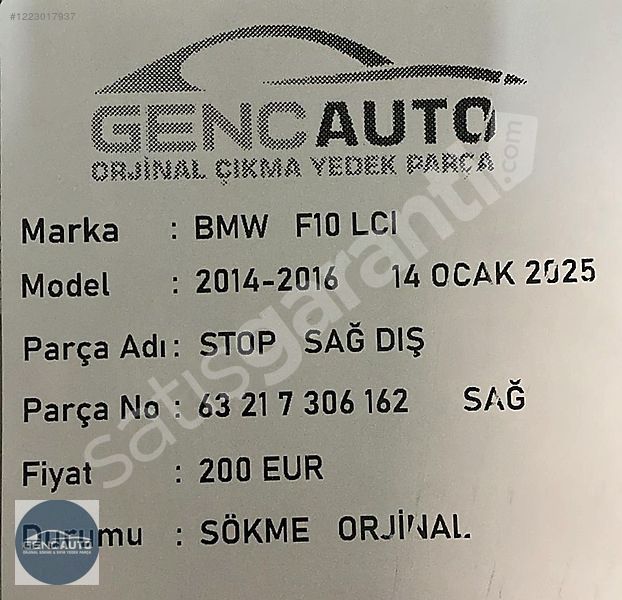 #1223017937
GENCAUTO
ORJİNAL ÇIKMA YEDEK PARÇA
Marka : BMW F10 LCI
Model : 2014-2016 14 OCAK 2025
Parça Adı : STOP SAĞ DIŞ
Parça No : 63 21 7 306 162 SAĞ
Fiyat : 200 EUR
Durumu : SÖKME ORJİNAL
satisgaranti.com
GENCAUTO